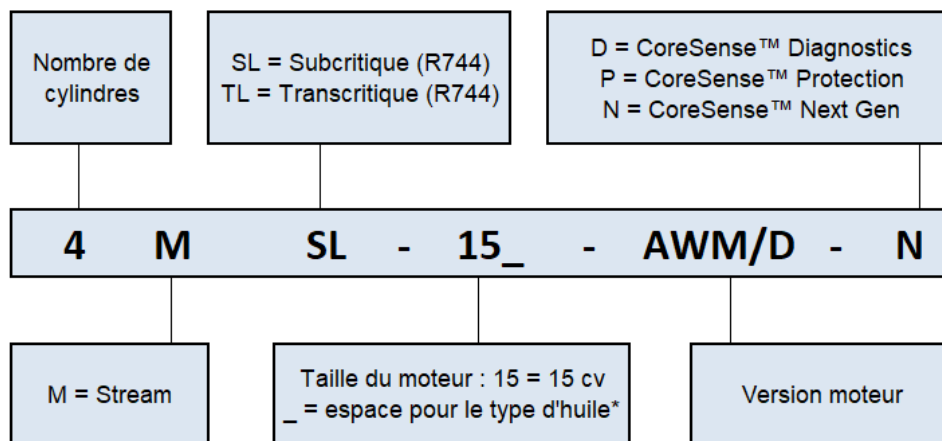 Nombre de
cylindres
SL = Subcritique (R744)
TL = Transcritique (R744)
D = CoreSense™ Diagnostics
P = CoreSense™ Protection
N = CoreSense™ Next Gen
4 M SL - 15_ - AWM/D - N
M = Stream
Taille du moteur : 15 = 15 cv
_ = espace pour le type d'huile*
Version moteur